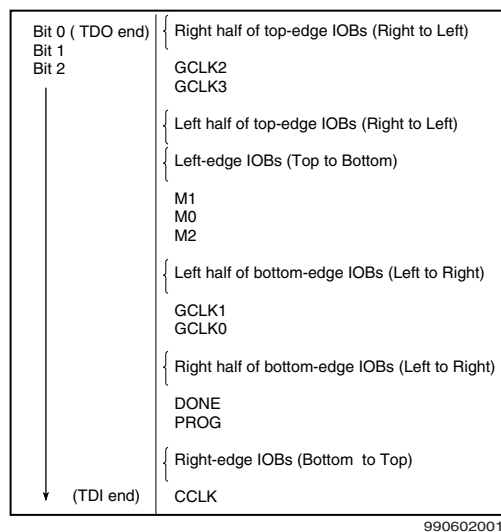 Bit 0 ( TDO end)
Bit 1
Bit 2
Right half of top-edge IOBs (Right to Left)
GCLK2
GCLK3
Left half of top-edge IOBs (Right to Left)
Left-edge IOBs (Top to Bottom)
M1
M0
M2
Left half of bottom-edge IOBs (Left to Right)
GCLK1
GCLK0
Right half of bottom-edge IOBs (Left to Right)
DONE
PROG
Right-edge IOBs (Bottom to Top)
(TDI end)
CCLK
990602001